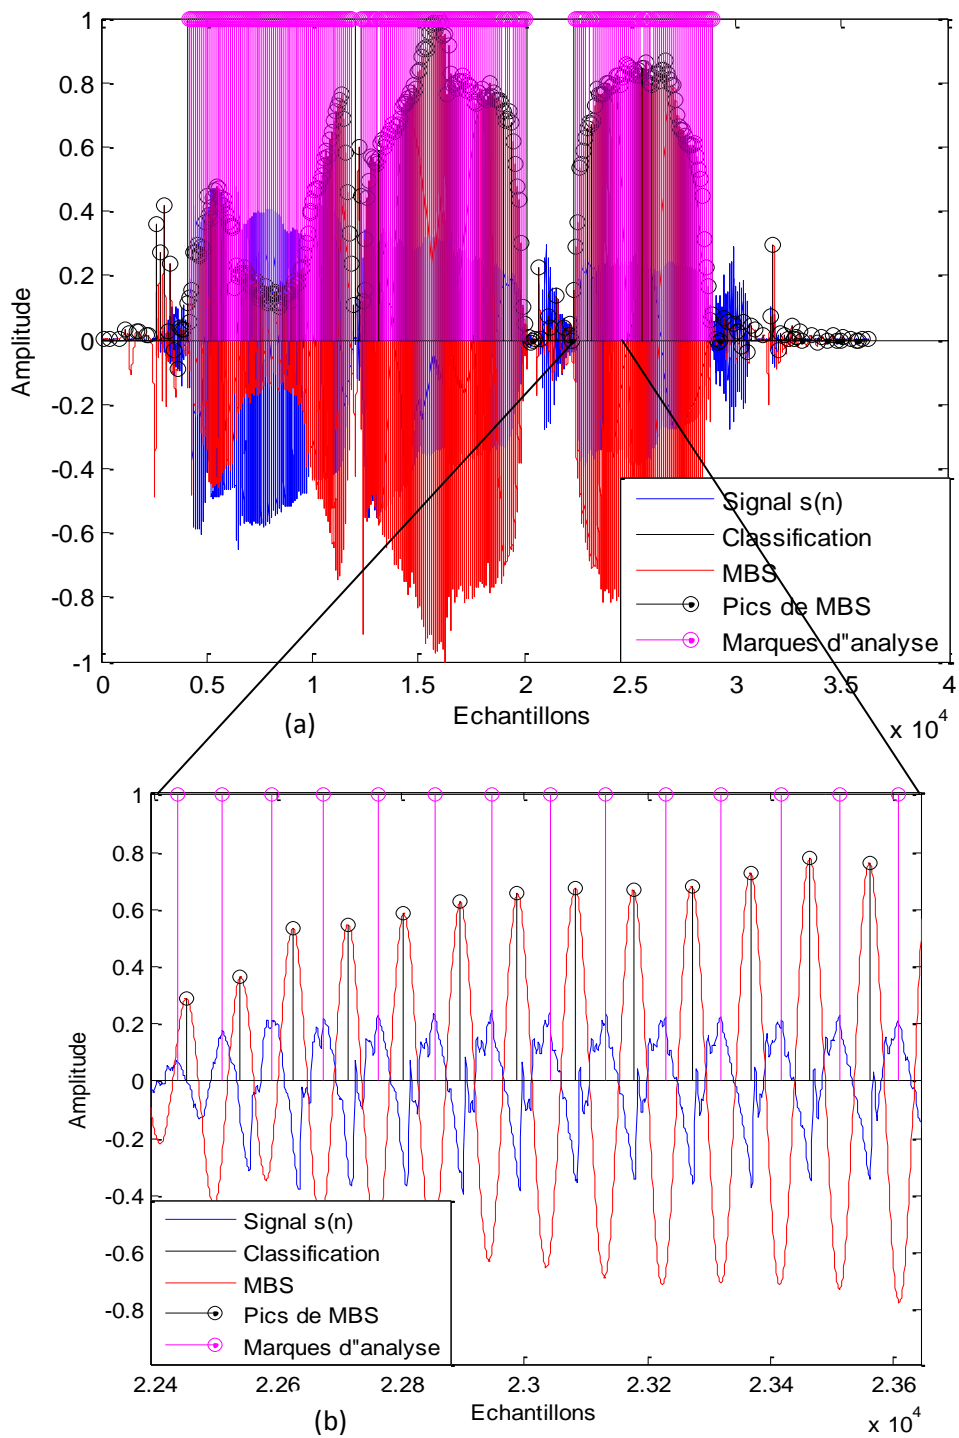 1
0.8
0.6
0.4
0.2
0
-0.2
-0.4
-0.6
-0.8
-1
Amplitude
0 0.5 1 1.5 2 2.5 3 3.5 4
Echantillons
x 10^4
(a)
Signal s(n)
Classification
MBS
Pics de MBS
Marques d"analyse
1
0.8
0.6
0.4
0.2
0
-0.2
-0.4
-0.6
-0.8
Amplitude
Signal s(n)
Classification
MBS
Pics de MBS
Marques d"analyse
2.24 2.26 2.28 2.3 2.32 2.34 2.36
Echantillons
x 10^4
(b)